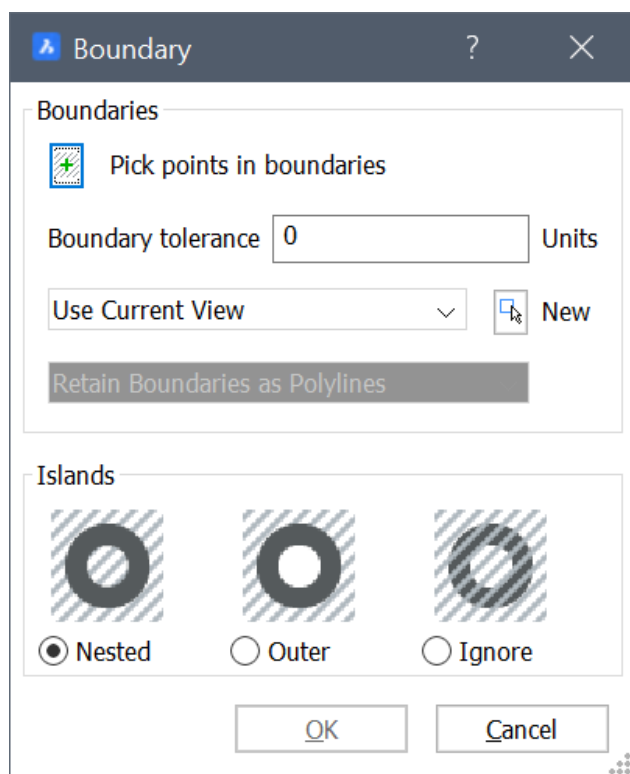 Boundary ?
Boundaries
Pick points in boundaries
Boundary tolerance 0 Units
Use Current View New
Retain Boundaries as Polylines
Islands
Nested Outer Ignore
OK Cancel